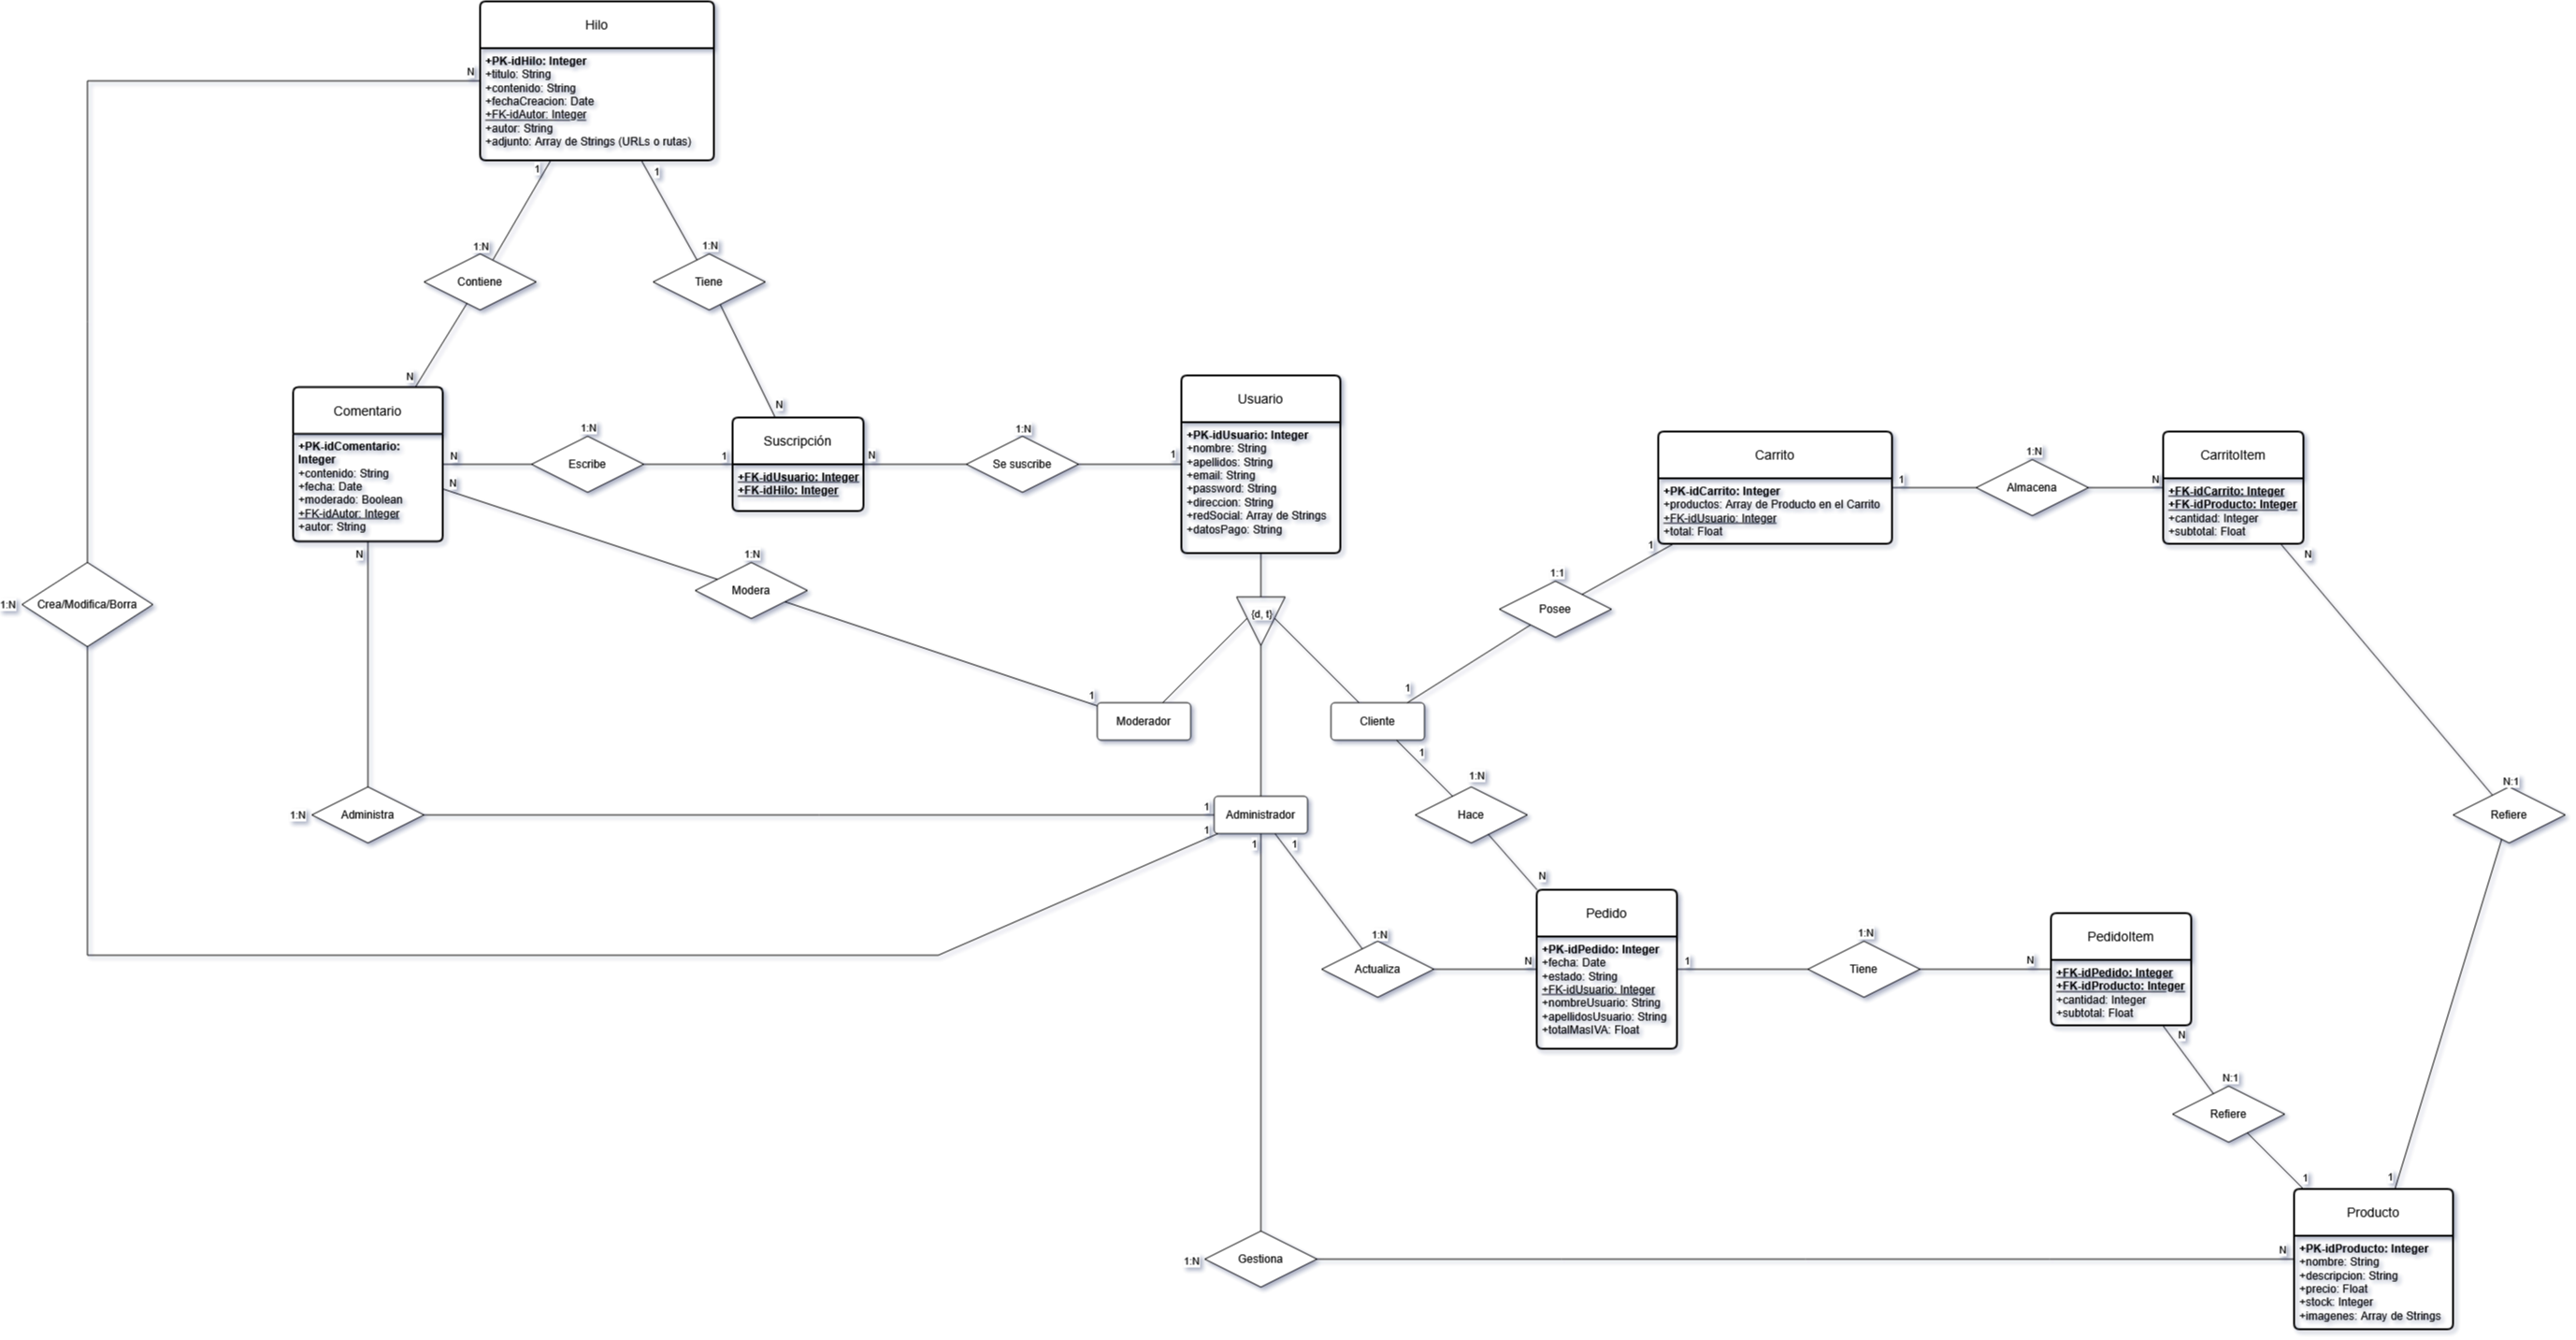 Hilo
+PK-idHilo: Integer
+titulo: String
+contenido: String
+fechaCreacion: Date
+FK-idAutor: Integer
+autor: String
+adjunto: Array de Strings (URLs o rutas)
N
1
1
1:N
1:N
Contiene
Tiene
N
N
Comentario
+PK-idComentario:
Integer
+contenido: String
+fecha: Date
+moderado: Boolean
+FK-idAutor: Integer
+autor: String
N
1:N
Escribe
1
Suscripción
+FK-idUsuario: Integer
+FK-idHilo: Integer
N
1:N
Se suscribe
1
Usuario
+PK-idUsuario: Integer
+nombre: String
+apellidos: String
+email: String
+password: String
+direccion: String
+redSocial: Array de Strings
+datosPago: String
Carrito
+PK-idCarrito: Integer
+productos: Array de Producto en el Carrito
+FK-idUsuario: Integer
+total: Float
1
1:N
Almacena
N
CarritoItem
+FK-idCarrito: Integer
+FK-idProducto: Integer
+cantidad: Integer
+subtotal: Float
N
N
1:N
Modera
1
1:N
Crea/Modifica/Borra
{d, t}
1
1:1
Posee
1
N
Moderador
Cliente
1
1:N
Hace
N
1:N
Administra
1
Administrador
1
1
1
N:1
Refiere
1:N
Actualiza
N
Pedido
+PK-idPedido: Integer
+fecha: Date
+estado: String
+FK-idUsuario: Integer
+nombreUsuario: String
+apellidosUsuario: String
+totalMasIVA: Float
1
1:N
Tiene
N
PedidoItem
+FK-idPedido: Integer
+FK-idProducto: Integer
+cantidad: Integer
+subtotal: Float
N
N:1
Refiere
1
1
1:N
Gestiona
N
Producto
+PK-idProducto: Integer
+nombre: String
+descripcion: String
+precio: Float
+stock: Integer
+imagenes: Array de Strings